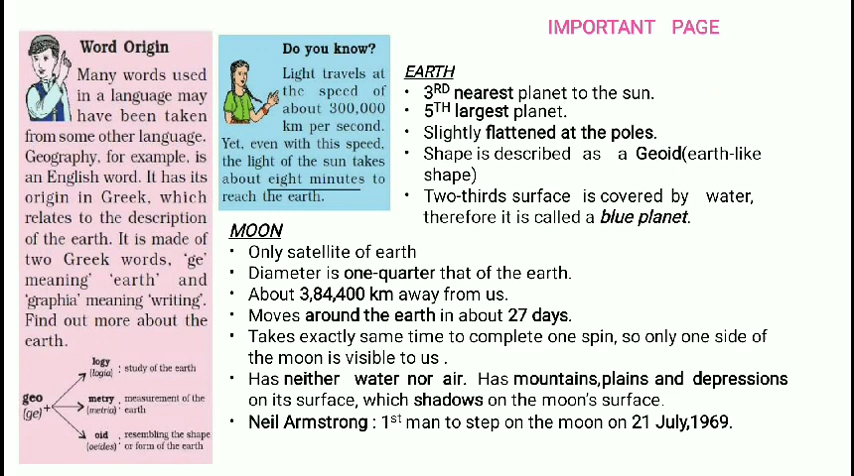 IMPORTANT PAGE
Word Origin
Many words used
in a language may
have been taken
from some other language.
Geography, for example, is
an English word. It has its
origin in Greek, which
relates to the description
of the earth. It is made of
two Greek words, ‘ge’
meaning ‘earth’ and
‘graphia’ meaning ‘writing’.
Find out more about the
earth.
geo
(ge)
+
logy
(logia)
: study of the earth
metry
(metria)
: measurement of the
earth
oid
(oeides)
: resembling the shape
or form of the earth
Do you know?
Light travels at
the speed of
about 300,000
km per second.
Yet, even with this speed,
the light of the sun takes
about eight minutes to
reach the earth.
EARTH
• 3RD nearest planet to the sun.
• 5TH largest planet.
• Slightly flattened at the poles.
• Shape is described as a Geoid(earth-like
shape)
• Two-thirds surface is covered by water,
therefore it is called a blue planet.
MOON
• Only satellite of earth
• Diameter is one-quarter that of the earth.
• About 3,84,400 km away from us.
• Moves around the earth in about 27 days.
• Takes exactly same time to complete one spin, so only one side of
the moon is visible to us .
• Has neither water nor air. Has mountains,plains and depressions
on its surface, which shadows on the moon’s surface.
• Neil Armstrong : 1st man to step on the moon on 21 July,1969.